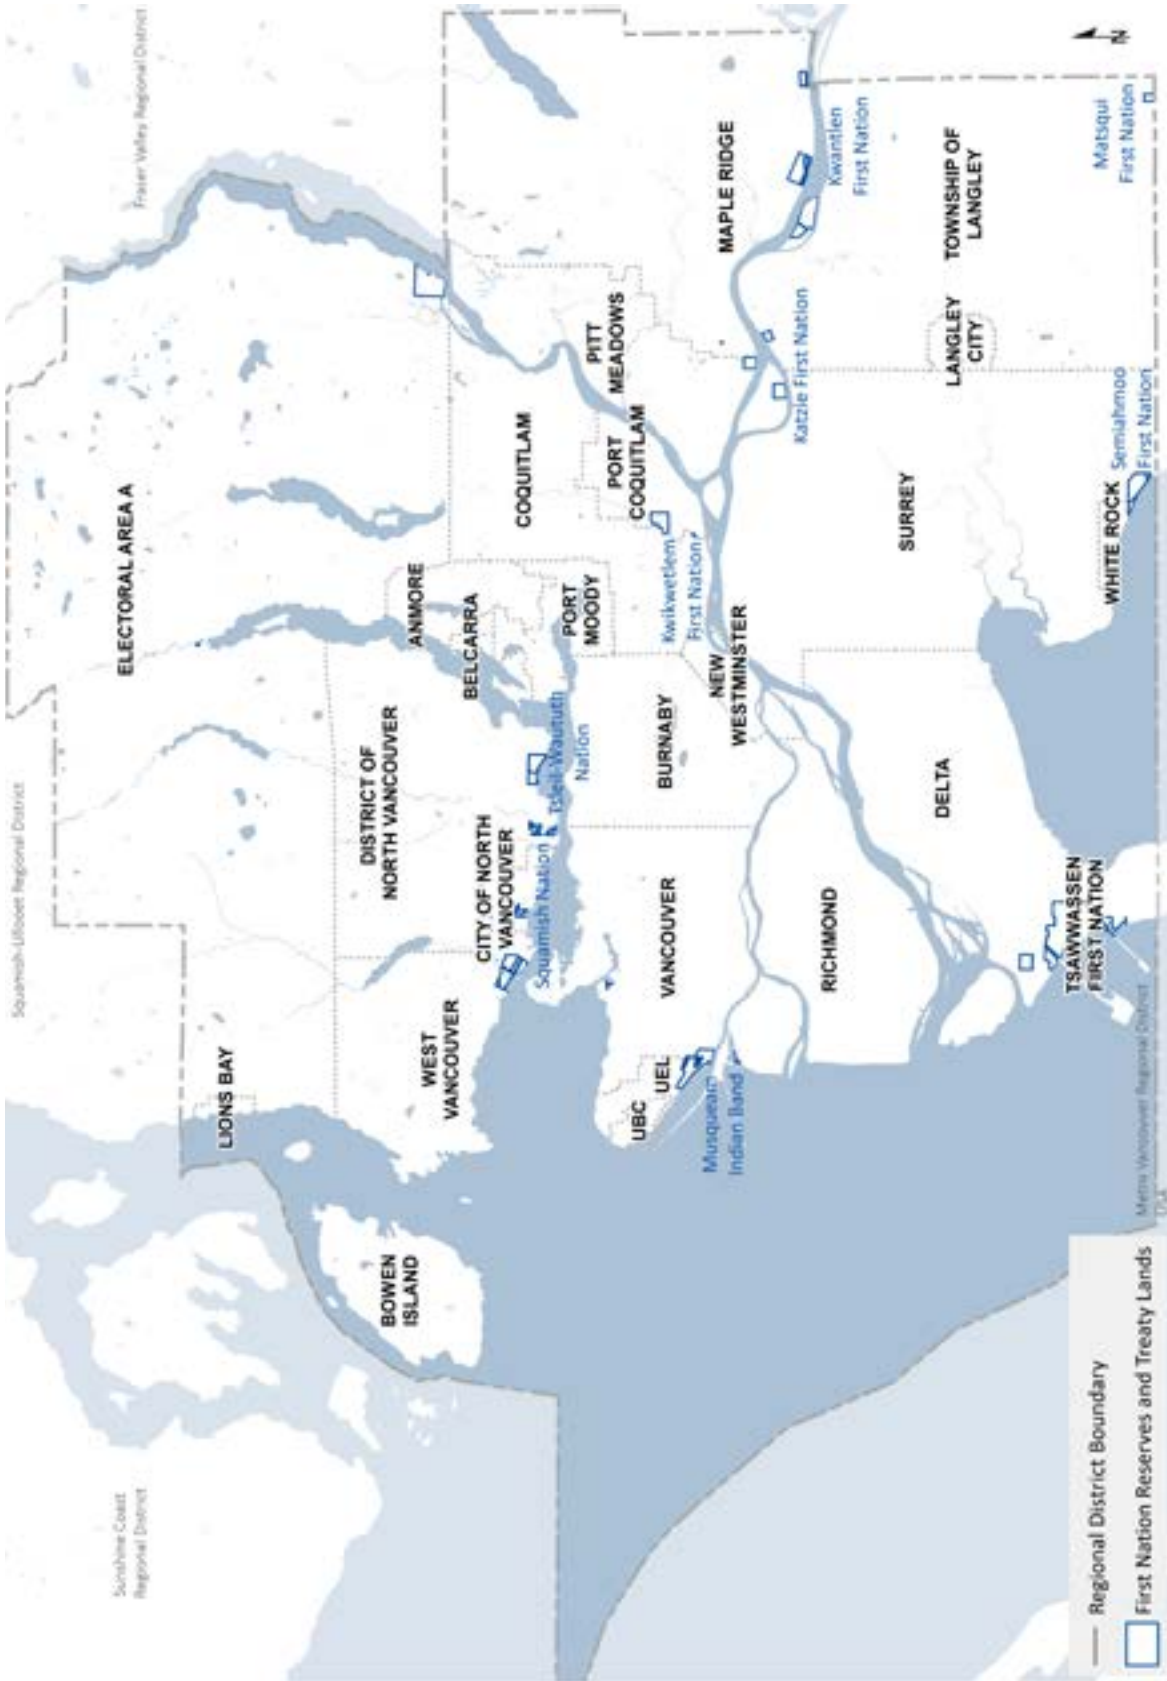 Squamish-Lillooet Regional District
Fraser Valley Regional District
Sunshine Coast
Regional District
ELECTORAL AREA A
LIONS BAY
BOWEN
ISLAND
WEST
VANCOUVER
DISTRICT OF
NORTH VANCOUVER
CITY OF NORTH
VANCOUVER
Squamish Nation
Tsleil-Waututh
Nation
ANMORE
BELCARRA
PORT
MOODY
COQUITLAM
PORT
COQUITLAM
PITT
MEADOWS
MAPLE RIDGE
UBC
UEL
Musqueam
Indian Band
VANCOUVER
BURNABY
NEW
WESTMINSTER
Kwikwetlem
First Nation
Katzie First Nation
Kwantlen
First Nation
RICHMOND
DELTA
SURREY
LANGLEY
CITY
TOWNSHIP OF
LANGLEY
TSAWWASSEN
FIRST NATION
WHITE ROCK
Semiahmoo
First Nation
Matsqui
First Nation
N
Metro Vancouver Regional District
USA
Regional District Boundary
First Nation Reserves and Treaty Lands